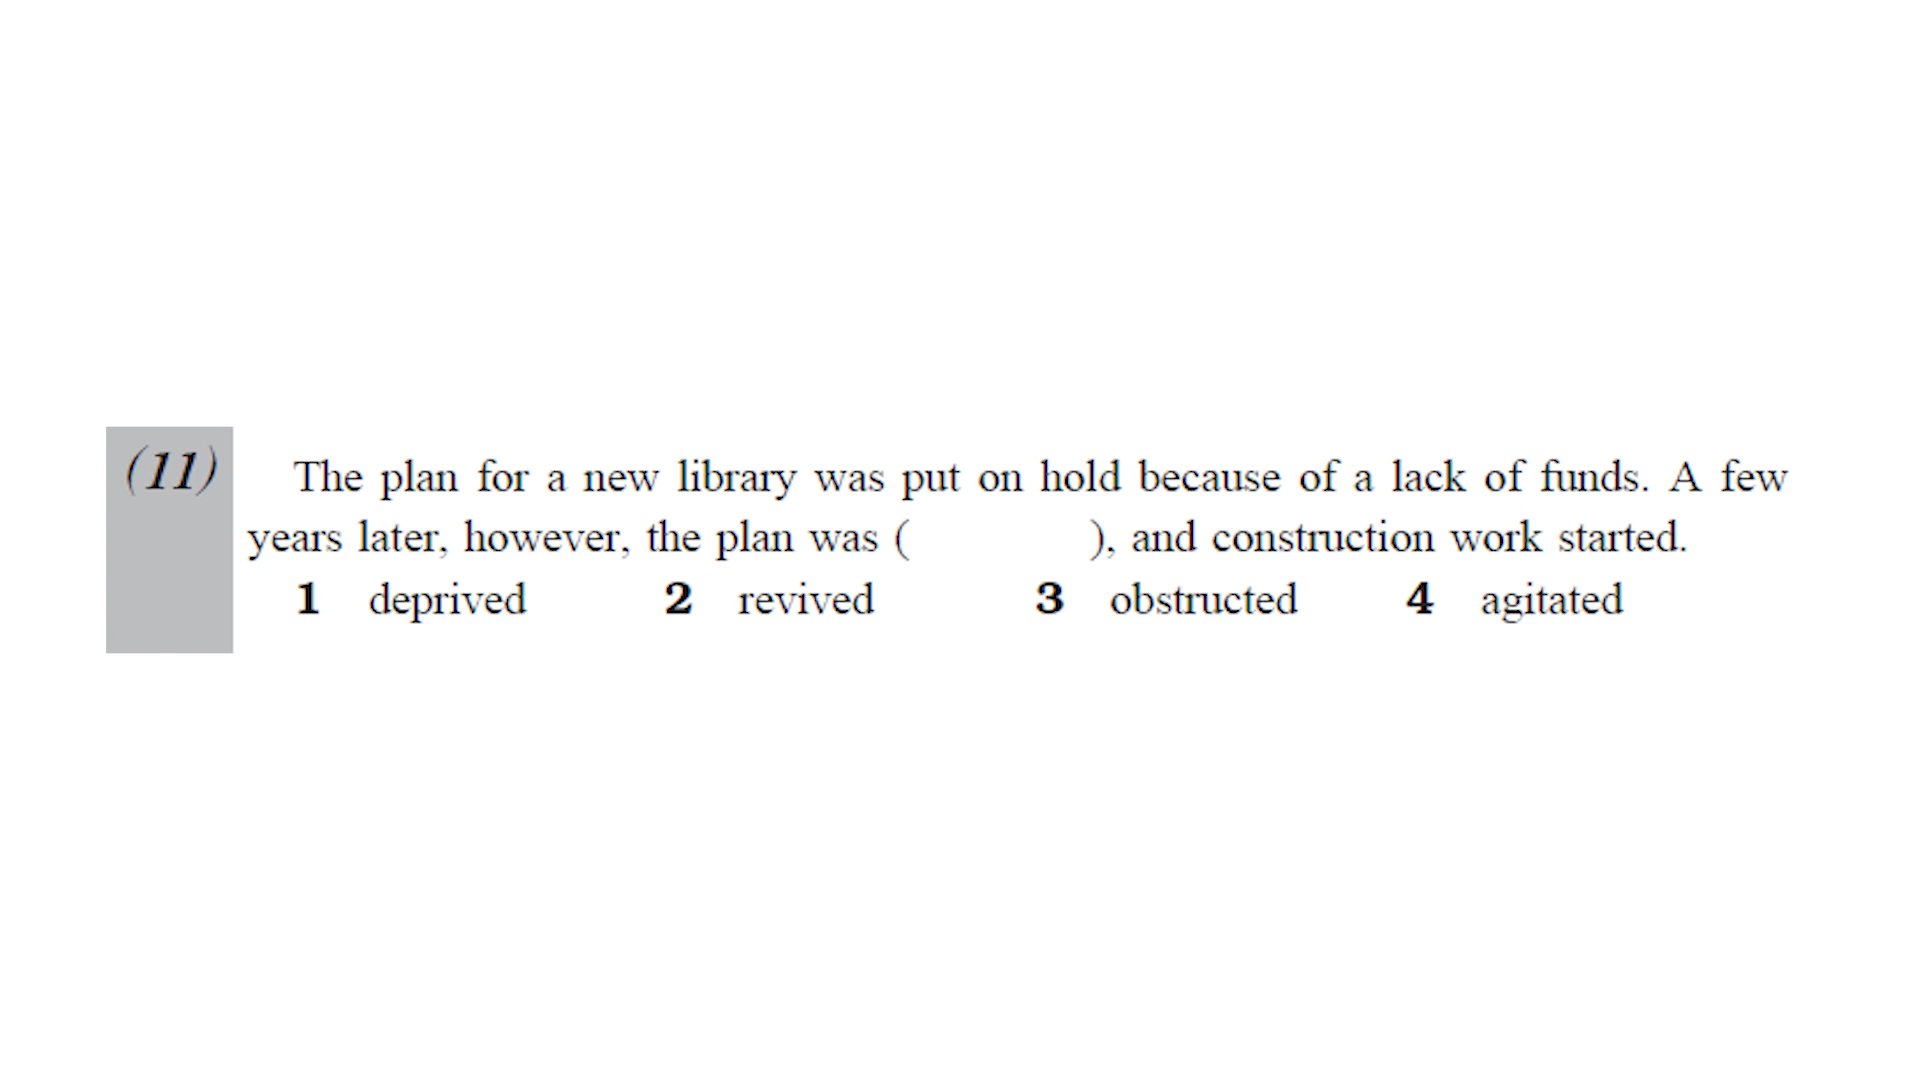 (11) The plan for a new library was put on hold because of a lack of funds. A few
years later, however, the plan was (          ), and construction work started.
1 deprived 2 revived 3 obstructed 4 agitated